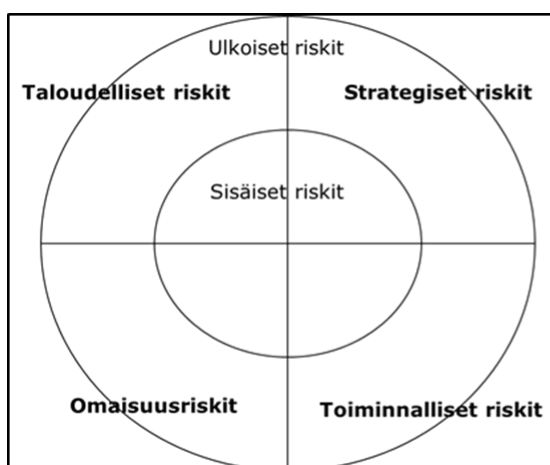 Ulkoiset riskit
Taloudelliset riskit
Strategiset riskit
Sisäiset riskit
Omaisuusriskit
Toiminnalliset riskit